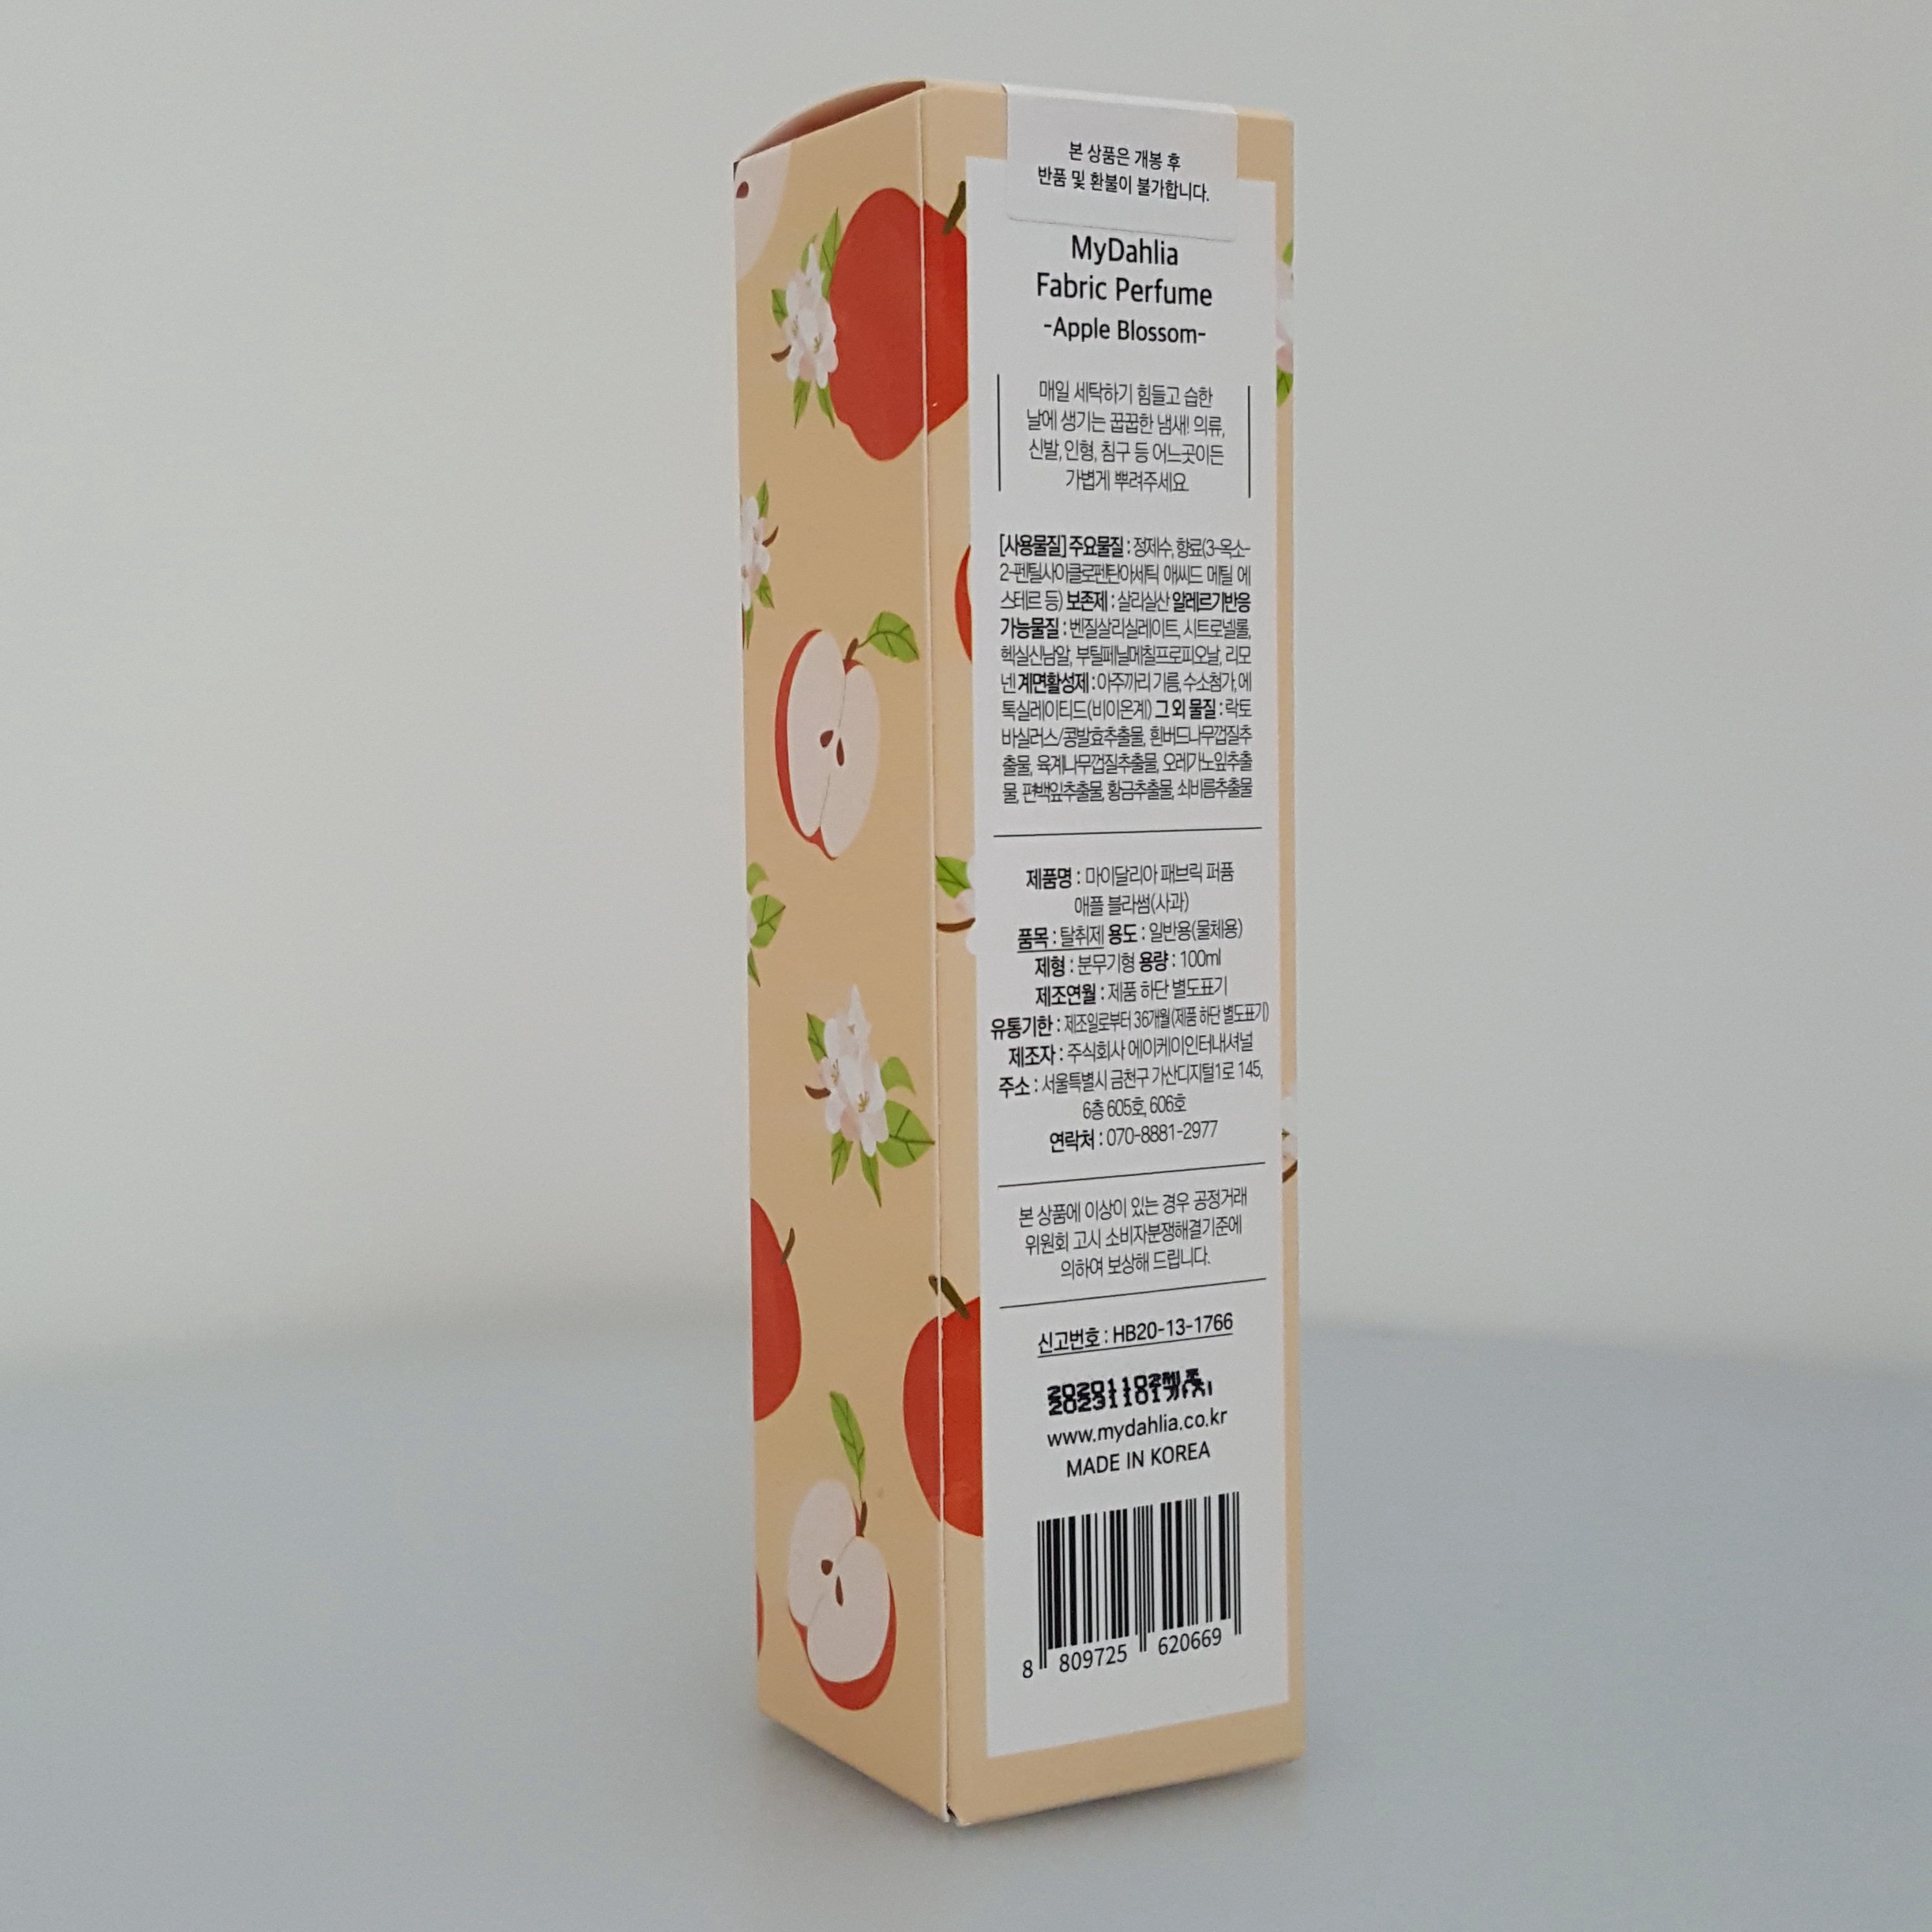 본 상품은 개봉 후
반품 및 환불이 불가합니다.
MyDahlia
Fabric Perfume
-Apple Blossom-
매일 세탁하기 힘들고 습한
날에 생기는 꿉꿉한 냄새! 의류,
신발, 인형, 침구 등 어느곳이든
가볍게 뿌려주세요.
[사용물질] 주요물질 : 정제수, 향료(3-옥소-
2-펜틸사이클로펜탄아세틱 애씨드 메틸 에
스테르 등) 보존제 : 살리실산 알레르기반응
가능물질 : 벤질살리실레이트, 시트로넬롤,
헥실신남알, 부틸페닐메칠프로피오날, 리모
넨 계면활성제 : 아주까리 기름, 수소첨가, 에
톡실레이티드(비이온계) 그 외 물질 : 락토
바실러스/콩발효추출물, 흰버드나무껍질추
출물, 육계나무껍질추출물, 오레가노잎추출
물, 편백잎추출물, 황금추출물, 쇠비름추출물
제품명 : 마이달리아 패브릭 퍼퓸
애플 블라썸(사과)
품목 : 탈취제 용도 : 일반용(물체용)
제형 : 분무기형 용량 : 100ml
제조연월 : 제품 하단 별도표기
유통기한 : 제조일로부터 36개월(제품 하단 별도표기)
제조자 : 주식회사 에이케이인터내셔널
주소 : 서울특별시 금천구 가산디지털1로 145,
6층 605호, 606호
연락처 : 070-8881-2977
본 상품에 이상이 있는 경우 공정거래
위원회 고시 소비자분쟁해결기준에
의하여 보상해 드립니다.
신고번호 : HB20-13-1766
20201102제조
20231101까지
www.mydahlia.co.kr
MADE IN KOREA
8 809725 620669